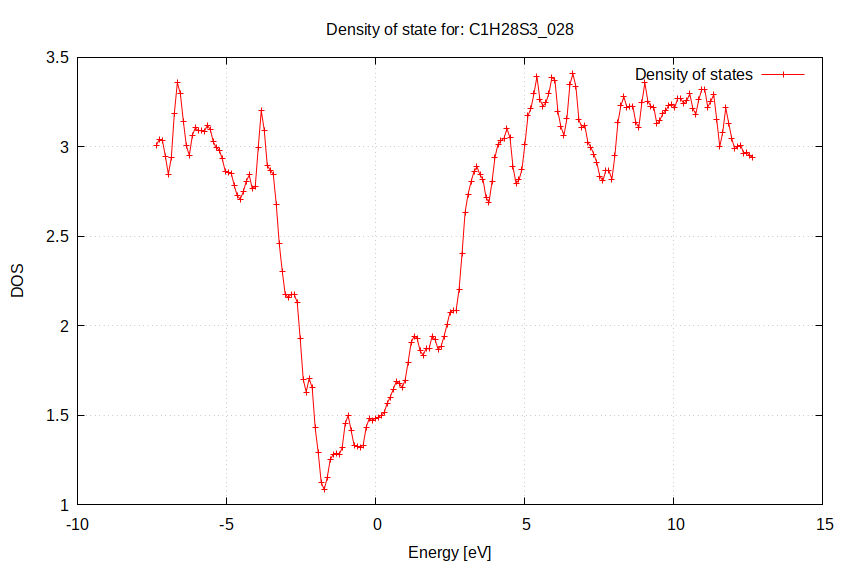 Density of state for: C1H28S3_028
Density of states
3.5
3
2.5
2
1.5
1
DOS
-10 -5 0 5 10 15
Energy [eV]